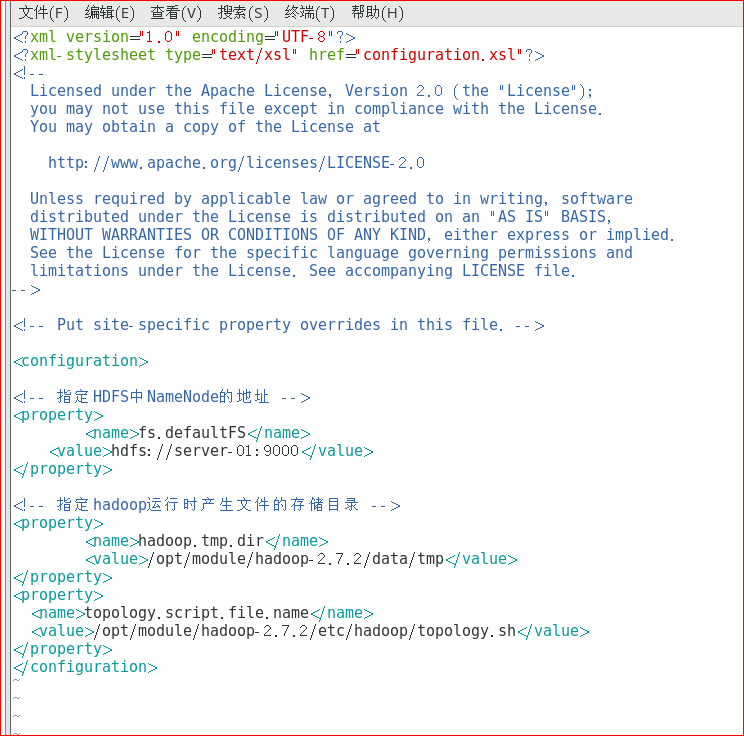 文件(F) 编辑(E) 查看(V) 搜索(S) 终端(T) 帮助(H)
<?xml version="1.0" encoding="UTF-8"?>
<?xml-stylesheet type="text/xsl" href="configuration.xsl"?>
<!--
  Licensed under the Apache License, Version 2.0 (the "License");
  you may not use this file except in compliance with the License.
  You may obtain a copy of the License at

    http://www.apache.org/licenses/LICENSE-2.0

  Unless required by applicable law or agreed to in writing, software
  distributed under the License is distributed on an "AS IS" BASIS,
  WITHOUT WARRANTIES OR CONDITIONS OF ANY KIND, either express or implied.
  See the License for the specific language governing permissions and
  limitations under the License. See accompanying LICENSE file.
-->

<!-- Put site-specific property overrides in this file. -->

<configuration>

<!-- 指定HDFS中NameNode的地址 -->
<property>
        <name>fs.defaultFS</name>
    <value>hdfs://server-01:9000</value>
</property>

<!-- 指定hadoop运行时产生文件的存储目录 -->
<property>
        <name>hadoop.tmp.dir</name>
        <value>/opt/module/hadoop-2.7.2/data/tmp</value>
</property>
<property>
  <name>topology.script.file.name</name>
  <value>/opt/module/hadoop-2.7.2/etc/hadoop/topology.sh</value>
</property>
</configuration>
~
~
~
~